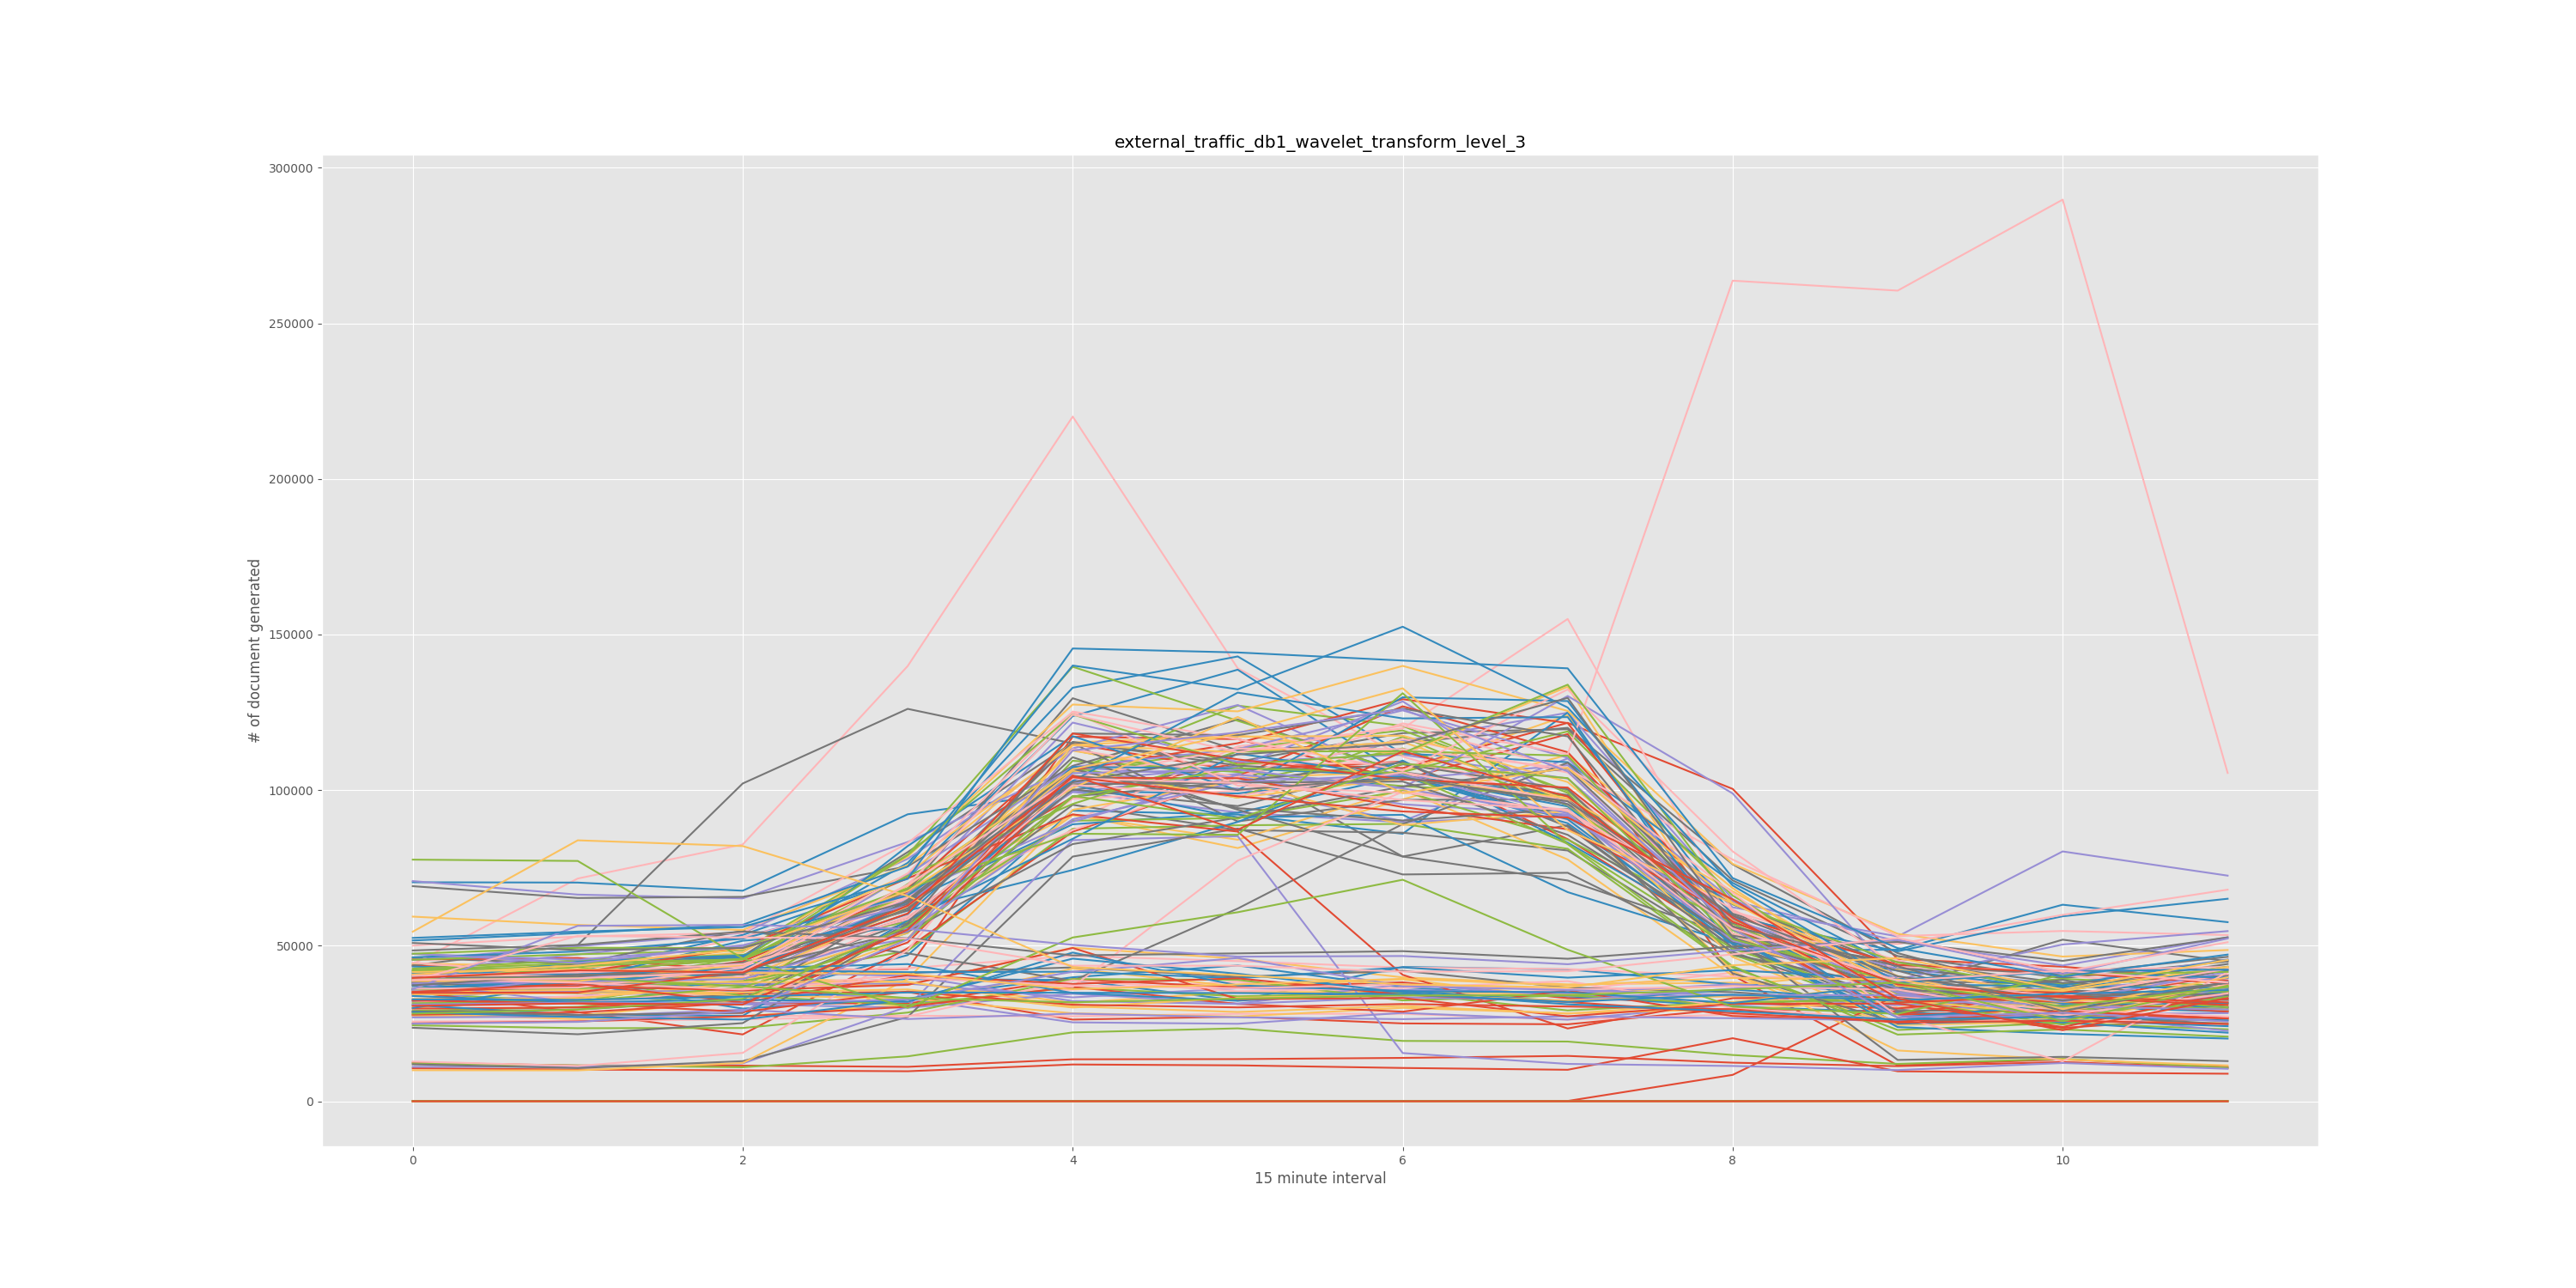 external_traffic_db1_wavelet_transform_level_3
300000
250000
200000
150000
100000
50000
0
# of document generated
0 2 4 6 8 10
15 minute interval